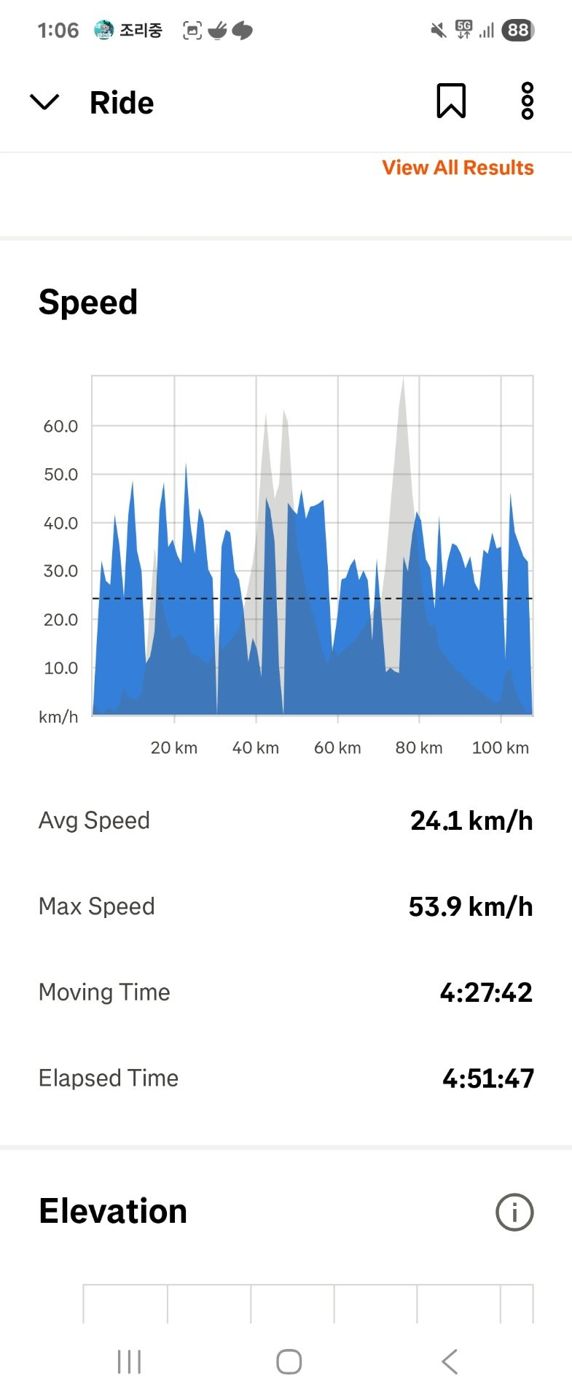 1:06 조리중 5G 88
Ride
View All Results
Speed
60.0
50.0
40.0
30.0
20.0
10.0
km/h
20 km 40 km 60 km 80 km 100 km
Avg Speed 24.1 km/h
Max Speed 53.9 km/h
Moving Time 4:27:42
Elapsed Time 4:51:47
Elevation